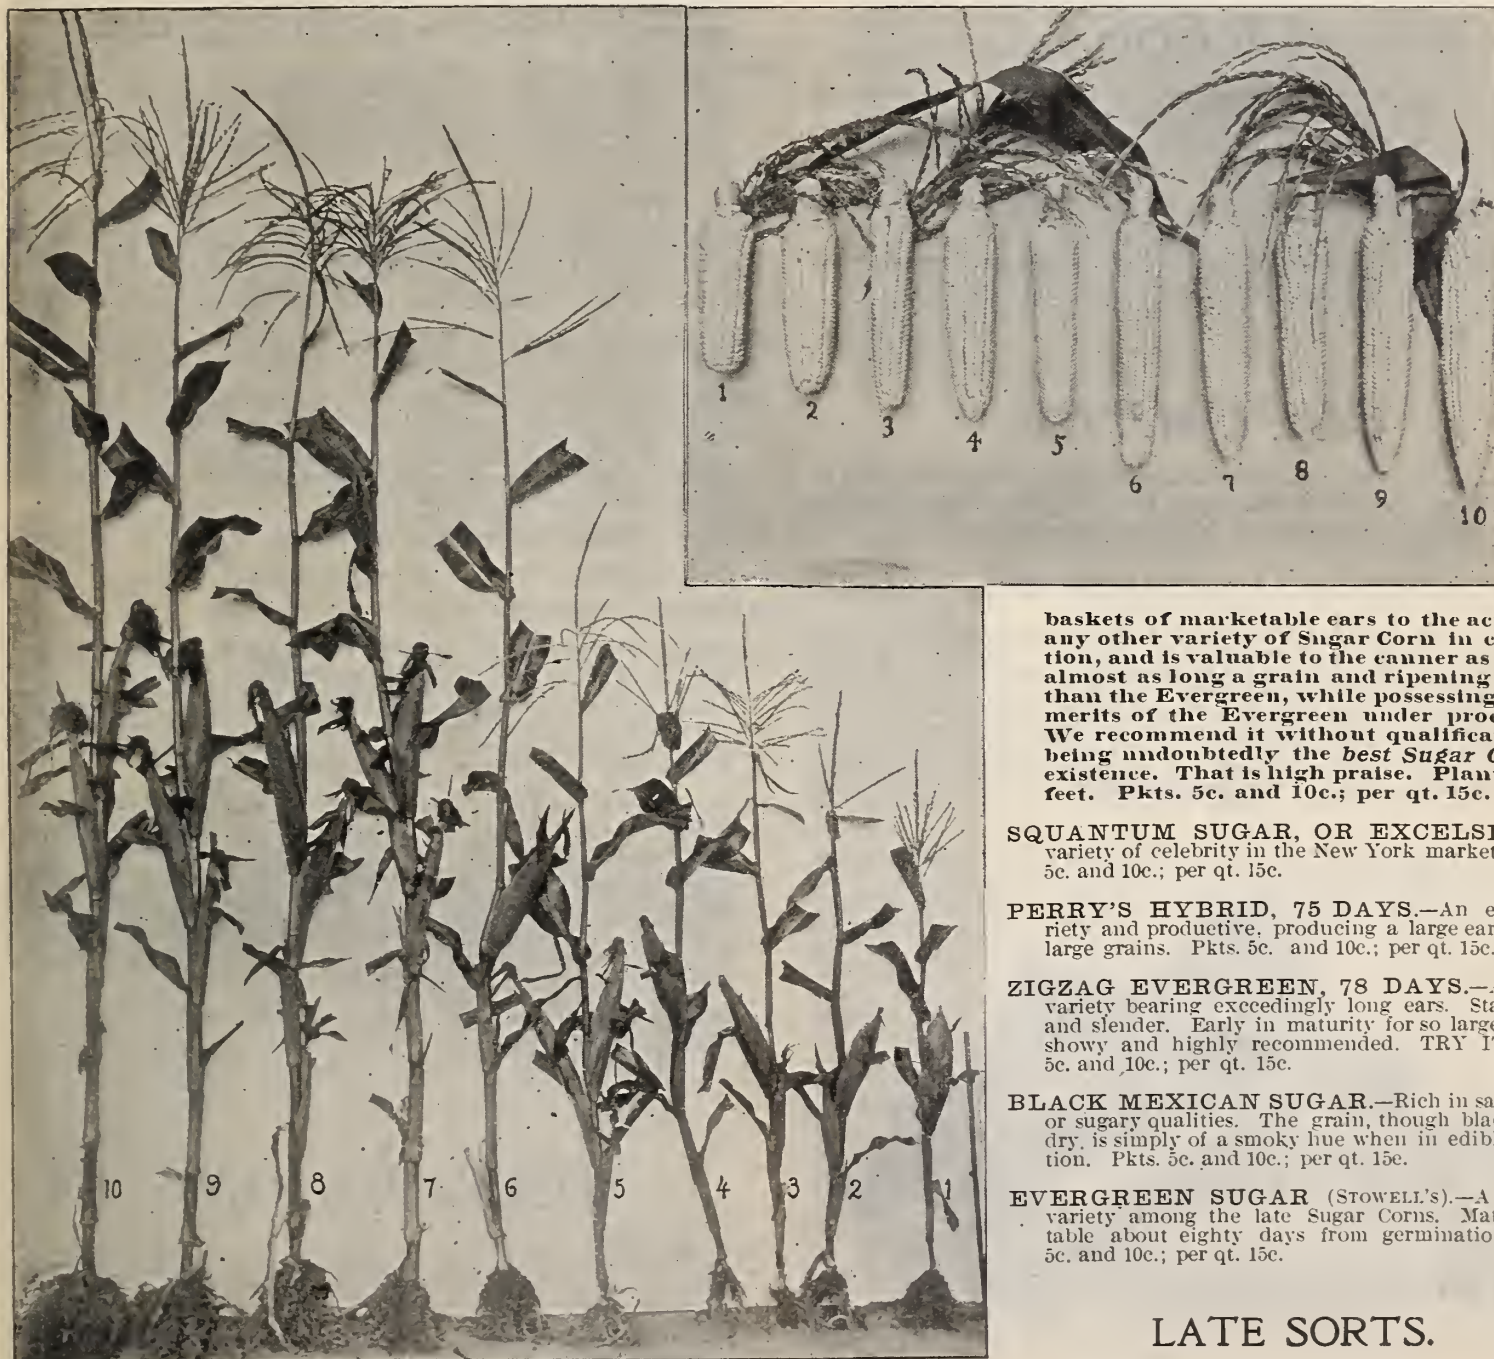 1
2
3
4
5
6
7
8
9
10
10
9
8
7
6
5
4
3
2
1
baskets of marketable ears to the ac
any other variety of Sugar Corn in c
tion, and is valuable to the canner as
almost as long a grain and ripening
than the Evergreen, while possessing
merits of the Evergreen under proc
We recommend it without qualifica
being undoubtedly the best Sugar C
existence. That is high praise. Plan
feet. Pkts. 5c. and 10c.; per qt. 15c.
SQUANTUM SUGAR, OR EXCELSI
variety of celebrity in the New York market
5c. and 10c.; per qt. 15c.
PERRY'S HYBRID, 75 DAYS.—An e
riety and productive, producing a large ear
large grains. Pkts. 5c. and 10c.; per qt. 15c.
ZIGZAG EVERGREEN, 78 DAYS.—
variety bearing exceedingly long ears. Sta
and slender. Early in maturity for so large
showy and highly recommended. TRY I
5c. and 10c.; per qt. 15c.
BLACK MEXICAN SUGAR.—Rich in sa
or sugary qualities. The grain, though bla
dry, is simply of a smoky hue when in edib
tion. Pkts. 5c. and 10c.; per qt. 15c.
EVERGREEN SUGAR (STOWELL'S).—A
variety among the late Sugar Corns. Mat
table about eighty days from germinatio
5c. and 10c.; per qt. 15c.
LATE SORTS.